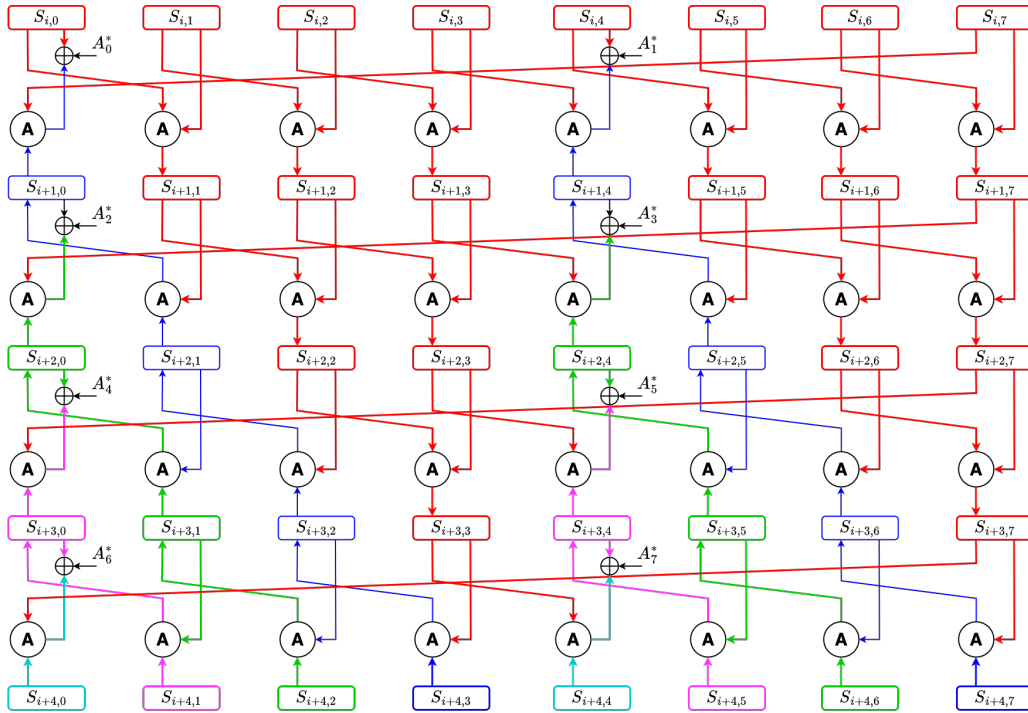 $S_{i,0}$ $S_{i,1}$ $S_{i,2}$ $S_{i,3}$ $S_{i,4}$ $S_{i,5}$ $S_{i,6}$ $S_{i,7}$
$A_0^*$ $A_1^*$
A A A A A A A A
$S_{i+1,0}$ $S_{i+1,1}$ $S_{i+1,2}$ $S_{i+1,3}$ $S_{i+1,4}$ $S_{i+1,5}$ $S_{i+1,6}$ $S_{i+1,7}$
$A_2^*$ $A_3^*$
A A A A A A A A
$S_{i+2,0}$ $S_{i+2,1}$ $S_{i+2,2}$ $S_{i+2,3}$ $S_{i+2,4}$ $S_{i+2,5}$ $S_{i+2,6}$ $S_{i+2,7}$
$A_4^*$ $A_5^*$
A A A A A A A A
$S_{i+3,0}$ $S_{i+3,1}$ $S_{i+3,2}$ $S_{i+3,3}$ $S_{i+3,4}$ $S_{i+3,5}$ $S_{i+3,6}$ $S_{i+3,7}$
$A_6^*$ $A_7^*$
A A A A A A A A
$S_{i+4,0}$ $S_{i+4,1}$ $S_{i+4,2}$ $S_{i+4,3}$ $S_{i+4,4}$ $S_{i+4,5}$ $S_{i+4,6}$ $S_{i+4,7}$